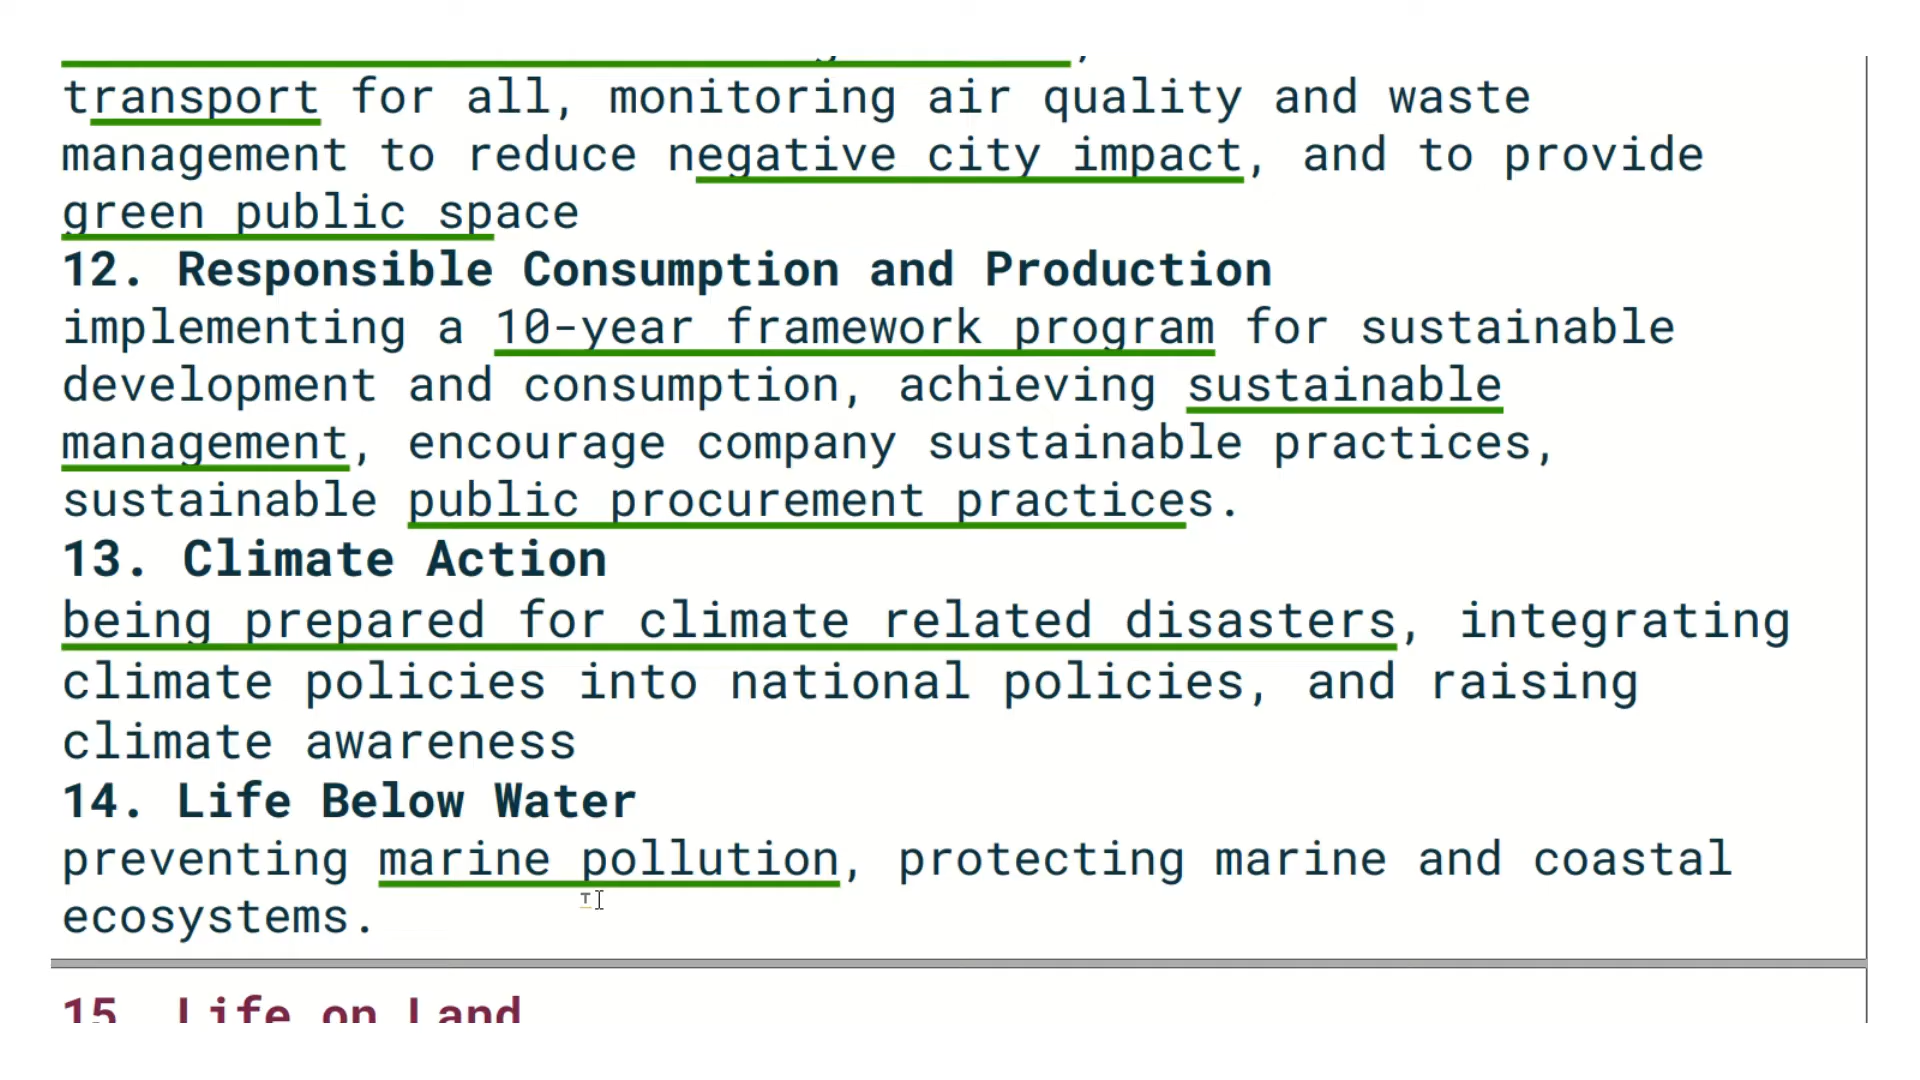 transport for all, monitoring air quality and waste
management to reduce negative city impact, and to provide
green public space
12. Responsible Consumption and Production
implementing a 10-year framework program for sustainable
development and consumption, achieving sustainable
management, encourage company sustainable practices,
sustainable public procurement practices.
13. Climate Action
being prepared for climate related disasters, integrating
climate policies into national policies, and raising
climate awareness
14. Life Below Water
preventing marine pollution, protecting marine and coastal
ecosystems.
15. Life on Land